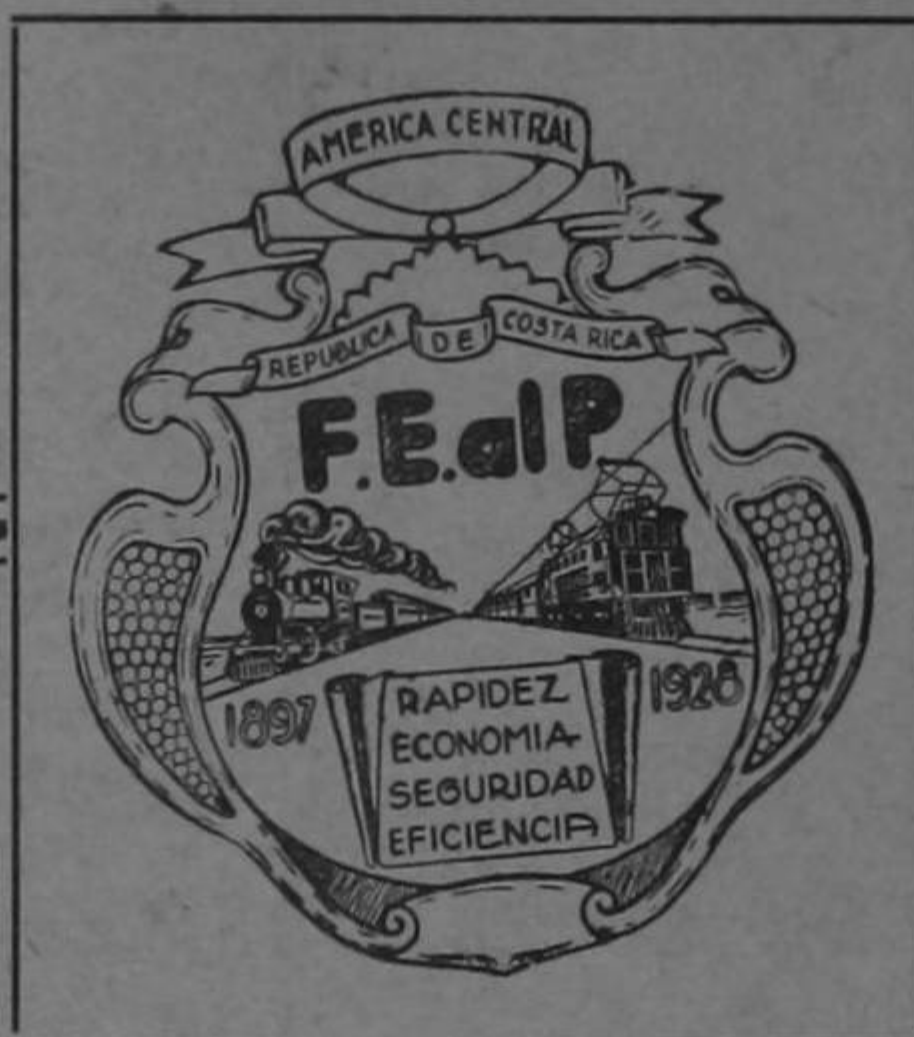 AMERICA CENTRAL
REPUBLICA DE COSTA RICA
F.E.al P
1897
1928
RAPIDEZ
ECONOMIA
SEGURIDAD
EFICIENCIA